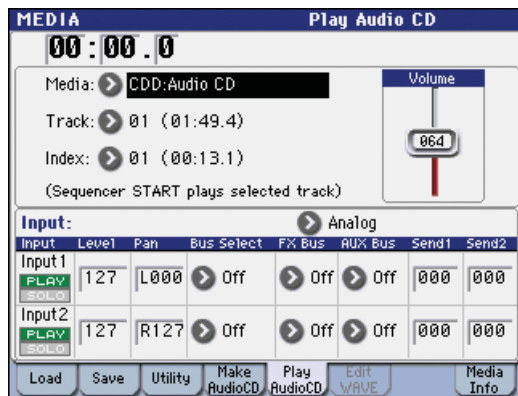 MEDIA Play Audio CD
00:00.0
Media: CDD:Audio CD
Volume
Track: 01 (01:49.4)
064
Index: 01 (00:13.1)
(Sequencer START plays selected track)
Input: Analog
Input Level Pan Bus Select FX Bus AUX Bus Send1 Send2
Input1
PLAY 127 L000 Off Off Off 000 000
SOLO
Input2
PLAY 127 R127 Off Off Off 000 000
SOLO
Load Save Utility Make AudioCD Play AudioCD Edit WAVE Media Info